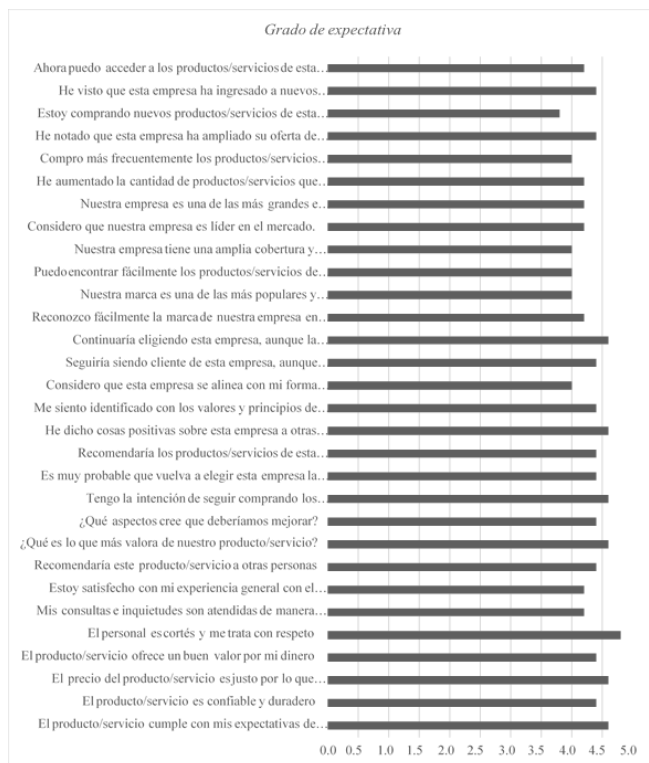 Grado de expectativa
Ahora puedo acceder a los productos/servicios de esta…
He visto que esta empresa ha ingresado a nuevos…
Estoy comprando nuevos productos/servicios de esta…
He notado que esta empresa ha ampliado su oferta de…
Compro más frecuentemente los productos/servicios…
He aumentado la cantidad de productos/servicios que…
Nuestra empresa es una de las más grandes e…
Considero que nuestra empresa es líder en el mercado.
Nuestra empresa tiene una amplia cobertura y…
Puedo encontrar fácilmente los productos/servicios de…
Nuestra marca es una de las más populares y…
Reconozco fácilmente la marca de nuestra empresa en…
Continuaría eligiendo esta empresa, aunque la…
Seguiría siendo cliente de esta empresa, aunque…
Considero que esta empresa se alinea con mi forma…
Me siento identificado con los valores y principios de…
He dicho cosas positivas sobre esta empresa a otras…
Recomendaría los productos/servicios de esta…
Es muy probable que vuelva a elegir esta empresa la…
Tengo la intención de seguir comprando los…
¿Qué aspectos cree que deberíamos mejorar?
¿Qué es lo que más valora de nuestro producto/servicio?
Recomendaría este producto/servicio a otras personas
Estoy satisfecho con mi experiencia general con el…
Mis consultas e inquietudes son atendidas de manera…
El personal es cortés y me trata con respeto
El producto/servicio ofrece un buen valor por mi dinero
El precio del producto/servicio es justo por lo que…
El producto/servicio es confiable y duradero
El producto/servicio cumple con mis expectativas de…
0.0 0.5 1.0 1.5 2.0 2.5 3.0 3.5 4.0 4.5 5.0